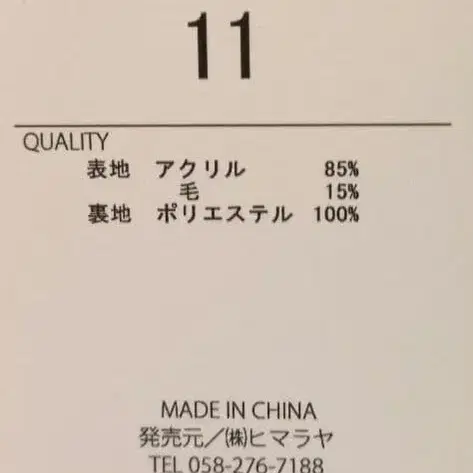 11
QUALITY
表地 アクリル 85%
毛 15%
裏地 ポリエステル 100%
MADE IN CHINA
発売元／㈱ヒマラヤ
TEL 058-276-7188